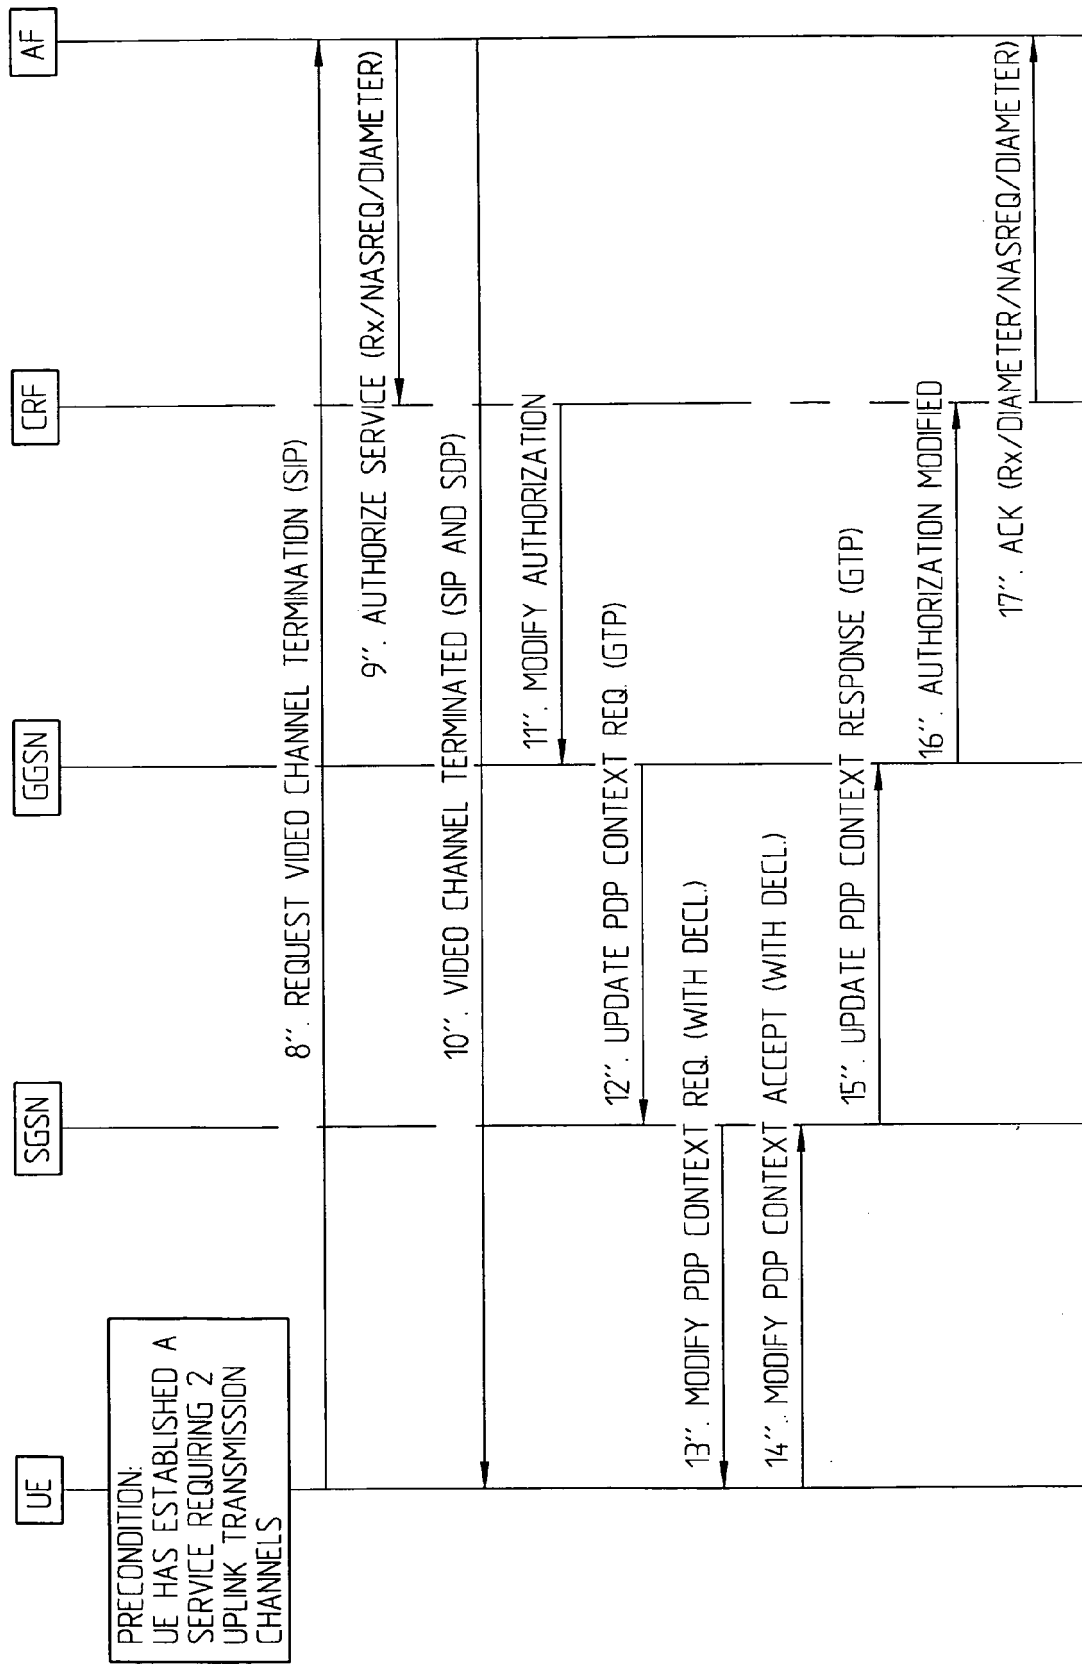 UE
SGSN
GGSN
CRF
AF
PRECONDITION:
UE HAS ESTABLISHED A
SERVICE REQUIRING 2
UPLINK TRANSMISSION
CHANNELS
8´´. REQUEST VIDEO CHANNEL TERMINATION (SIP)
9´´. AUTHORIZE SERVICE (Rx/NASREQ/DIAMETER)
10´´. VIDEO CHANNEL TERMINATED (SIP AND SDP)
11´´. MODIFY AUTHORIZATION
12´´. UPDATE PDP CONTEXT REQ. (GTP)
13´´. MODIFY PDP CONTEXT REQ. (WITH DECL.)
14´´. MODIFY PDP CONTEXT ACCEPT (WITH DECL.)
15´´. UPDATE PDP CONTEXT RESPONSE (GTP)
16´´. AUTHORIZATION MODIFIED
17´´. ACK (Rx/DIAMETER/NASREQ/DIAMETER)